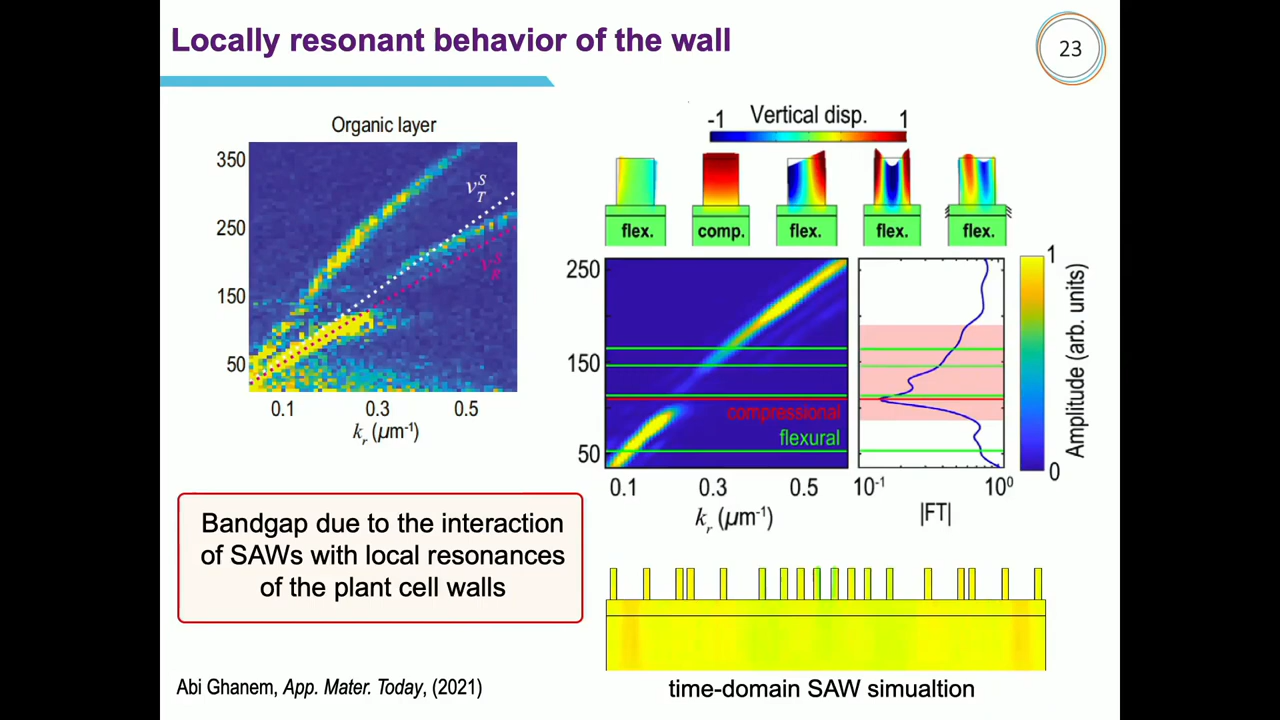 Locally resonant behavior of the wall
23
Organic layer
350
250
150
50
0.1
0.3
0.5
k_r (μm⁻¹)
ν_T^S
ν_R^S
Vertical disp.
-1
1
flex.
comp.
flex.
flex.
flex.
250
150
50
compressional
flexural
0.1
0.3
0.5
k_r (μm⁻¹)
10⁻¹
10⁰
|FT|
1
0
Amplitude (arb. units)
Bandgap due to the interaction
of SAWs with local resonances
of the plant cell walls
time-domain SAW simualtion
Abi Ghanem, App. Mater. Today, (2021)